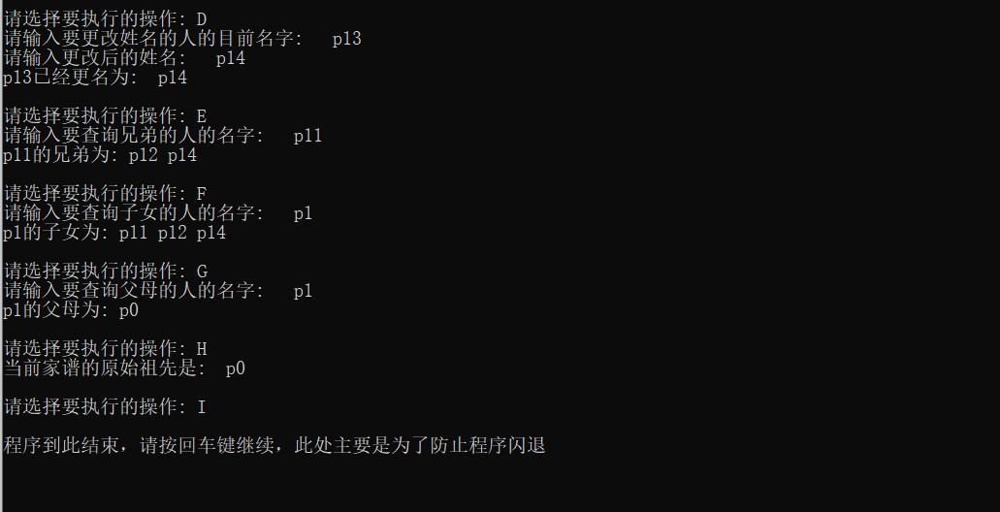 请选择要执行的操作: D
请输入要更改姓名的人的目前名字:   p13
请输入更改后的姓名:   p14
p13已经更名为:  p14
请选择要执行的操作: E
请输入要查询兄弟的人的名字:   p11
p11的兄弟为: p12 p14
请选择要执行的操作: F
请输入要查询子女的人的名字:   p1
p1的子女为: p11 p12 p14
请选择要执行的操作: G
请输入要查询父母的人的名字:   p1
p1的父母为: p0
请选择要执行的操作: H
当前家谱的原始祖先是:  p0
请选择要执行的操作: I
程序到此结束，请按回车键继续，此处主要是为了防止程序闪退